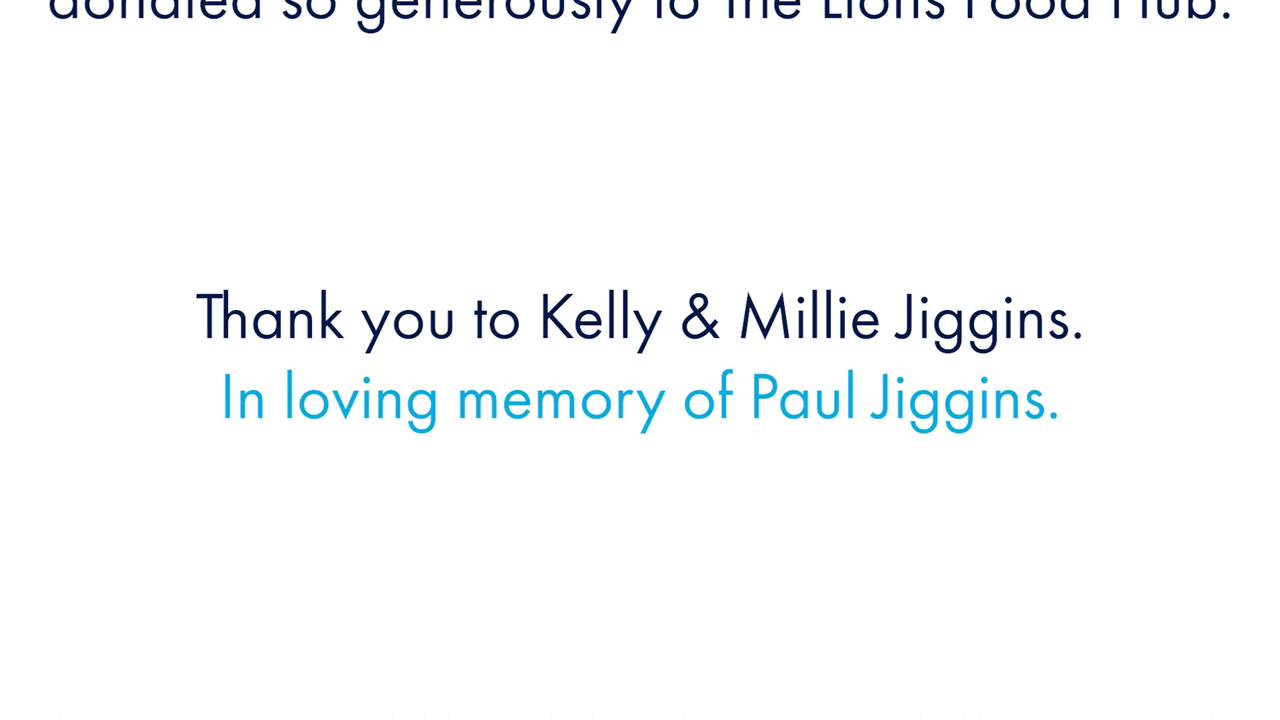 donated so generously to The Lions Food Hub.
Thank you to Kelly & Millie Jiggins.
In loving memory of Paul Jiggins.